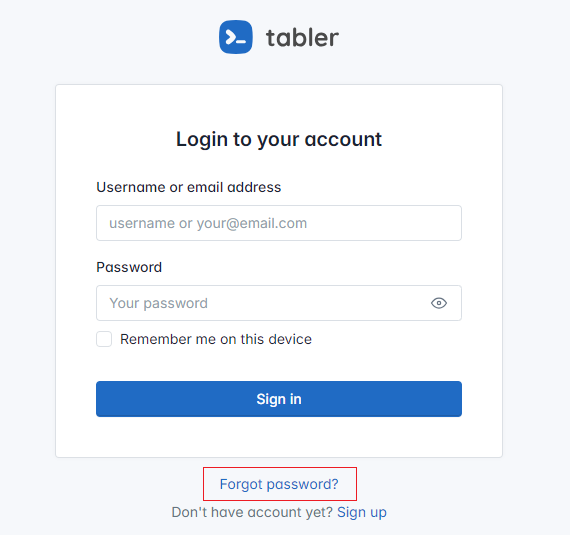 tabler
Login to your account
Username or email address
username or your@email.com
Password
Your password
Remember me on this device
Sign in
Forgot password?
Don't have account yet? Sign up